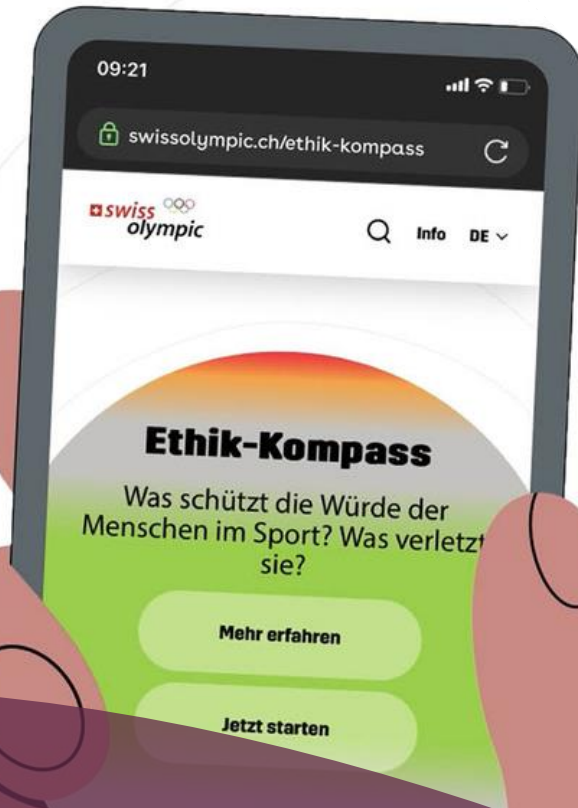 09:21
swissolympic.ch/ethik-kompass
swiss
olympic
Info DE
Ethik-Kompass
Was schützt die Würde der
Menschen im Sport? Was verletzt
sie?
Mehr erfahren
Jetzt starten